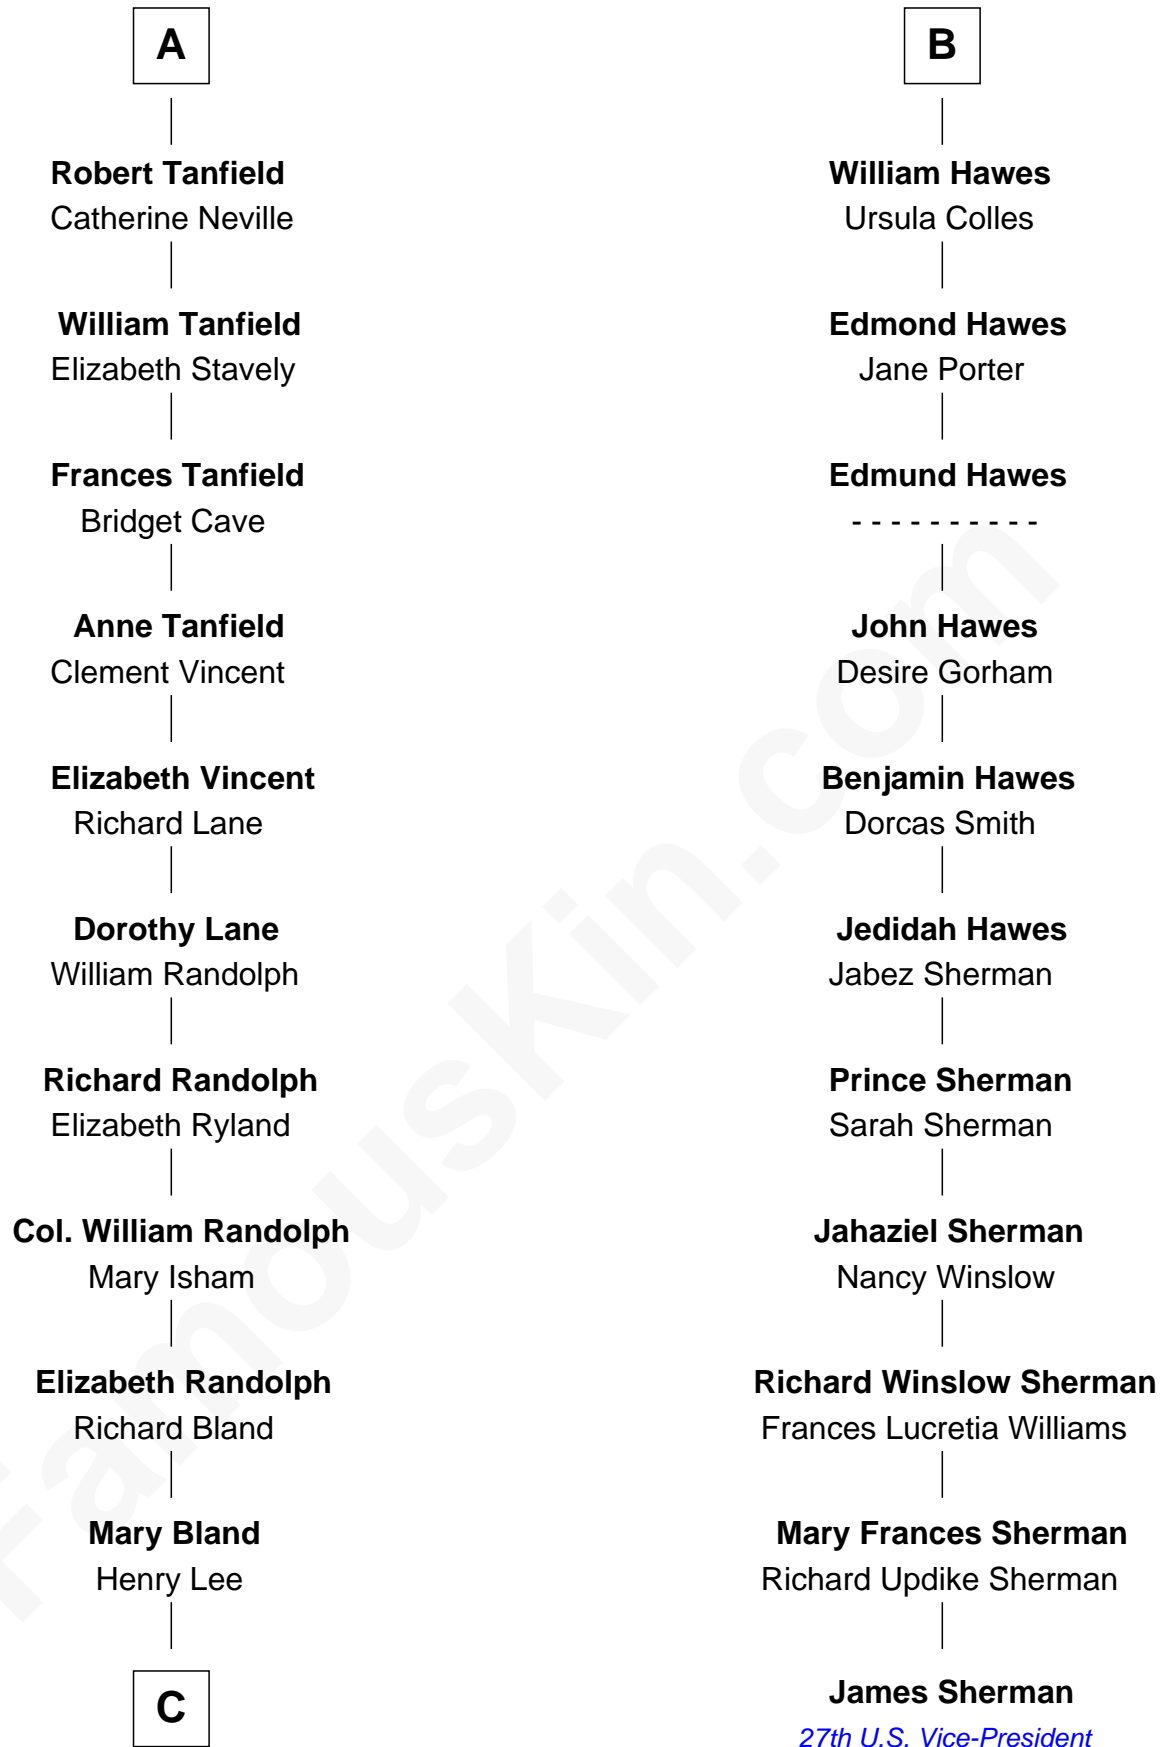 A
Robert Tanfield
Catherine Neville
William Tanfield
Elizabeth Stavely
Frances Tanfield
Bridget Cave
Anne Tanfield
Clement Vincent
Elizabeth Vincent
Richard Lane
Dorothy Lane
William Randolph
Richard Randolph
Elizabeth Ryland
Col. William Randolph
Mary Isham
Elizabeth Randolph
Richard Bland
Mary Bland
Henry Lee
C
B
William Hawes
Ursula Colles
Edmond Hawes
Jane Porter
Edmund Hawes
- - - - - - - - - -
John Hawes
Desire Gorham
Benjamin Hawes
Dorcas Smith
Jedidah Hawes
Jabez Sherman
Prince Sherman
Sarah Sherman
Jahaziel Sherman
Nancy Winslow
Richard Winslow Sherman
Frances Lucretia Williams
Mary Frances Sherman
Richard Updike Sherman
James Sherman
27th U.S. Vice-President
FamousKin.com